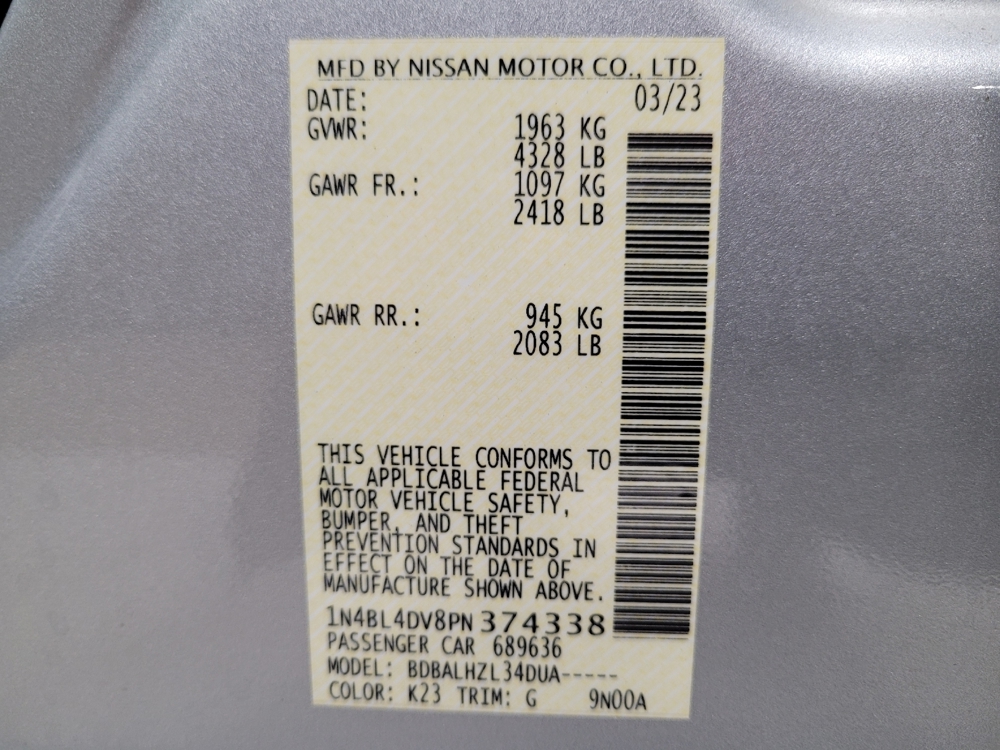 MFD BY NISSAN MOTOR CO., LTD.
DATE: 03/23
GVWR: 1963 KG
4328 LB
GAWR FR.: 1097 KG
2418 LB
GAWR RR.: 945 KG
2083 LB
THIS VEHICLE CONFORMS TO
ALL APPLICABLE FEDERAL
MOTOR VEHICLE SAFETY,
BUMPER, AND THEFT
PREVENTION STANDARDS IN
EFFECT ON THE DATE OF
MANUFACTURE SHOWN ABOVE.
1N4BL4DV8PN374338
PASSENGER CAR 689636
MODEL: BDBALHZL34DUA-----
COLOR: K23 TRIM: G 9N00A